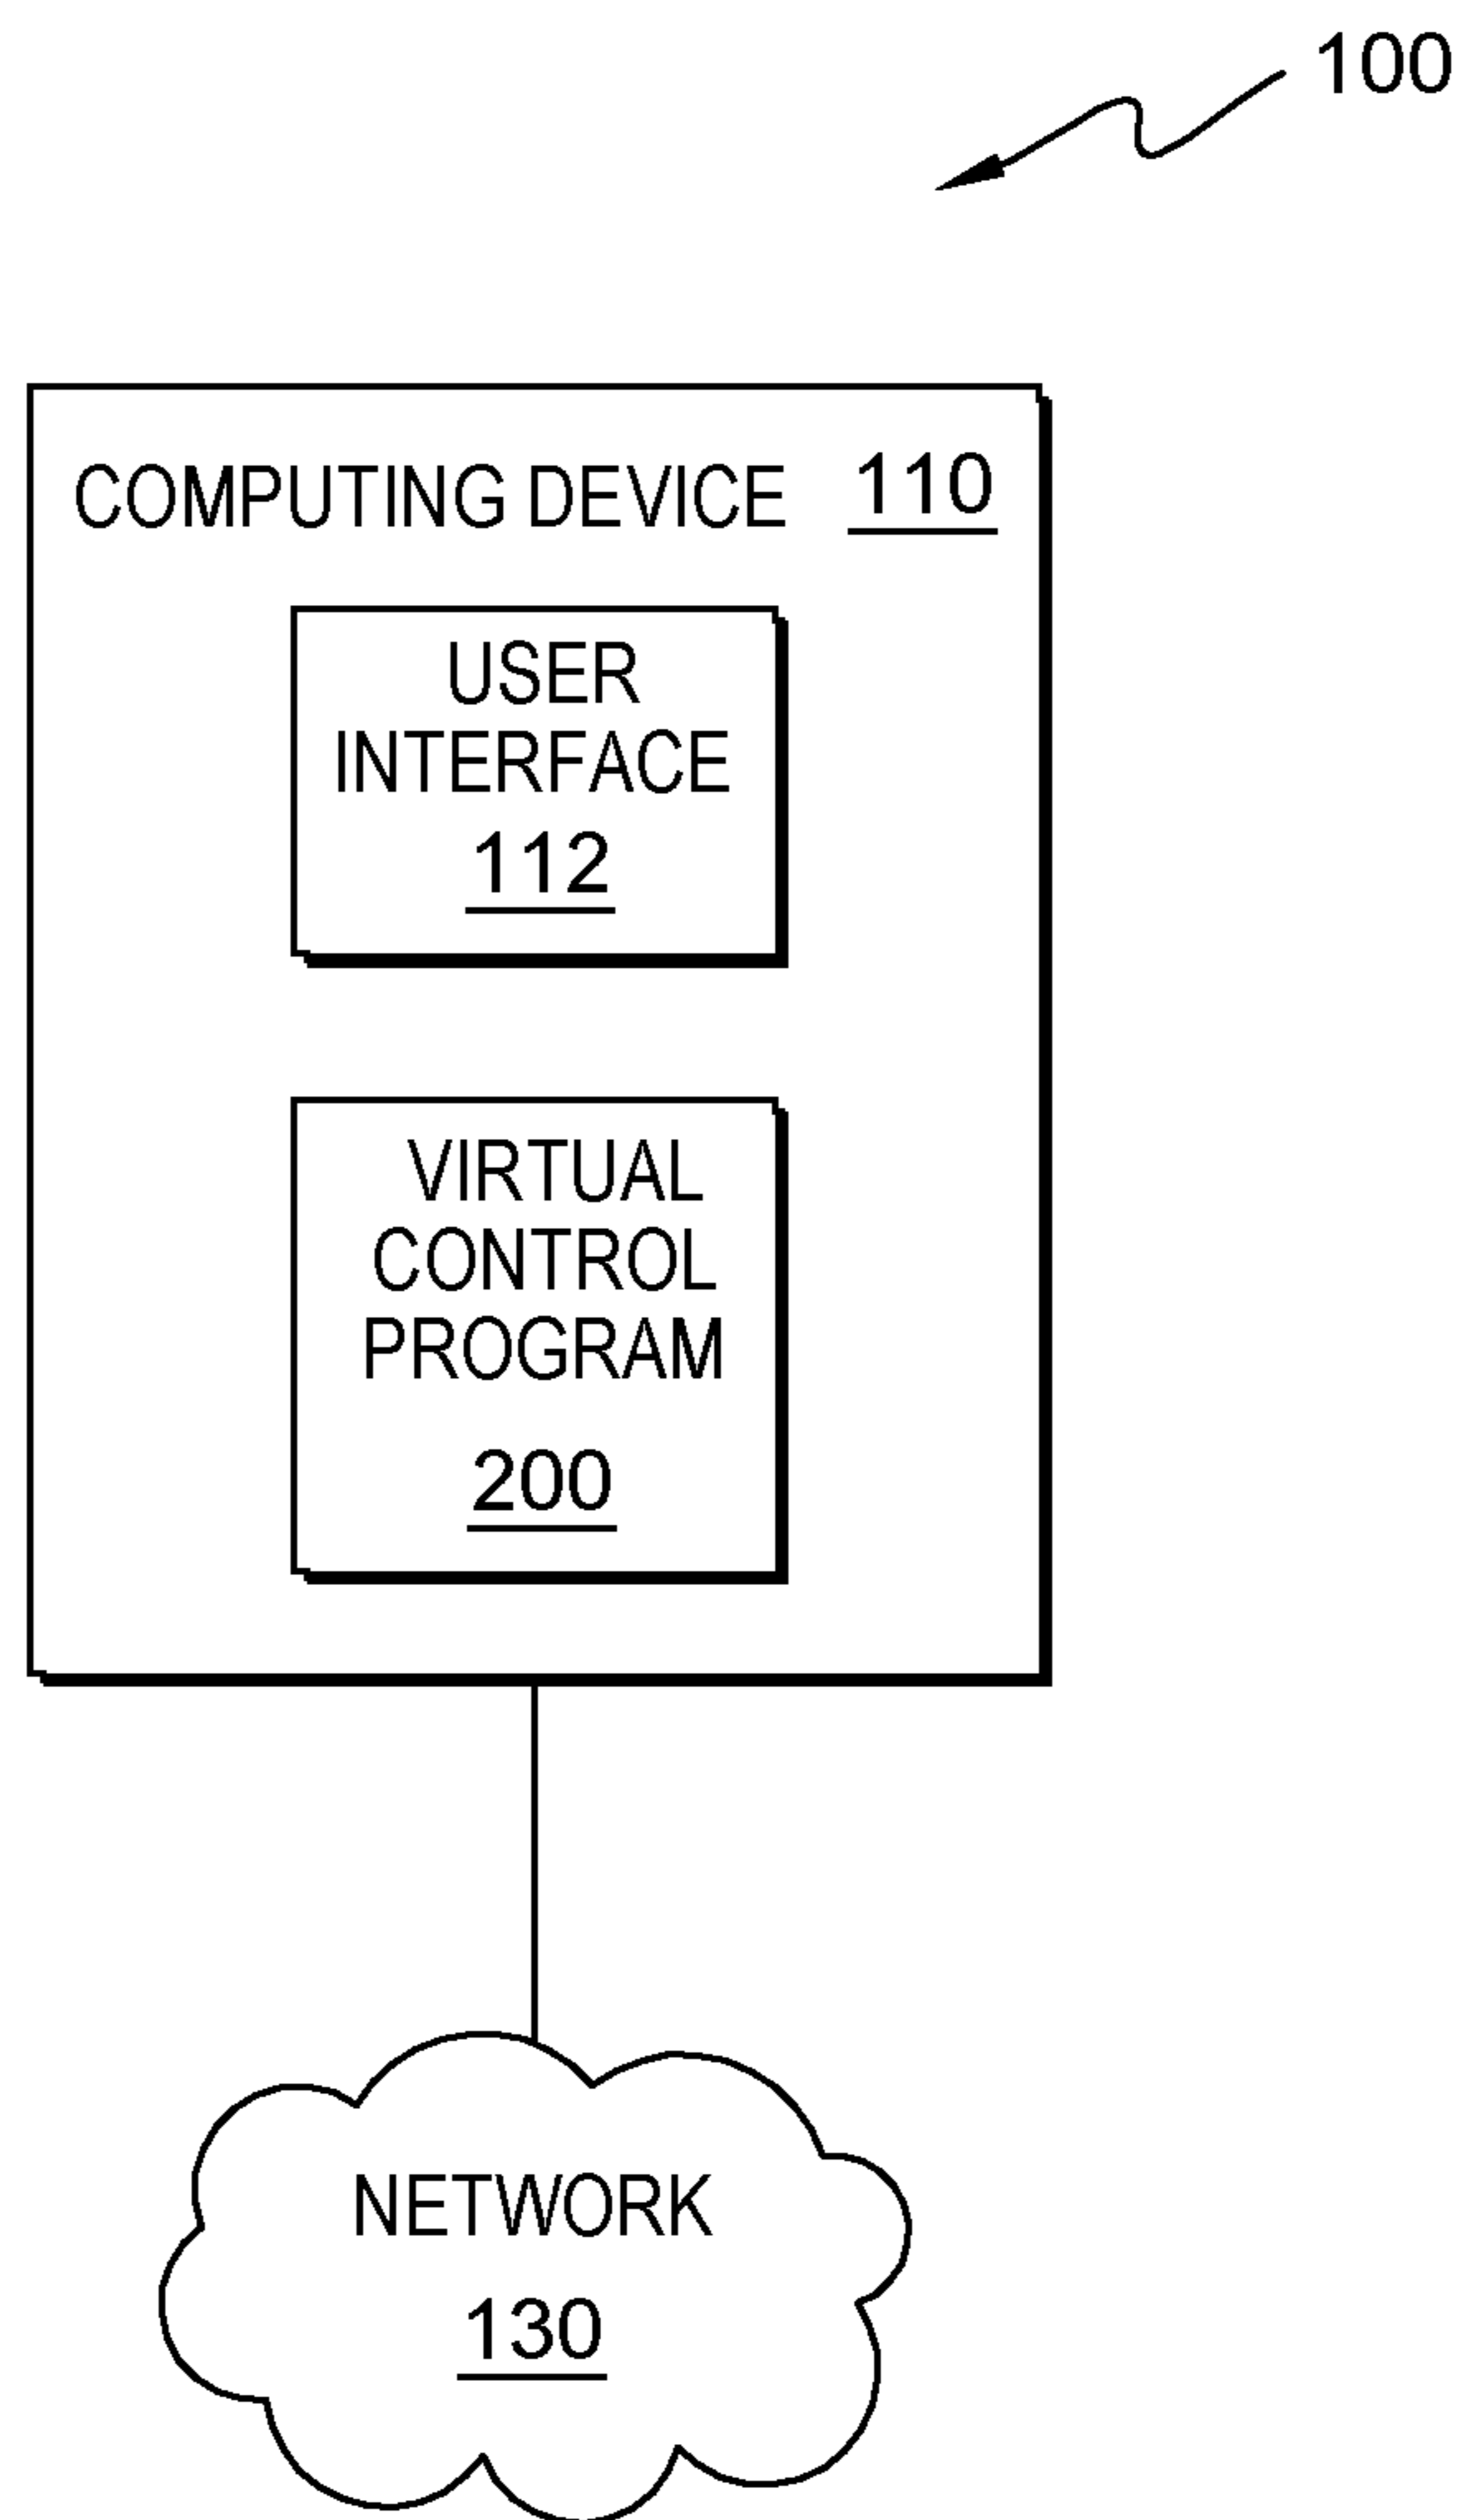 100
COMPUTING DEVICE 110
USER
INTERFACE
112
VIRTUAL
CONTROL
PROGRAM
200
NETWORK
130